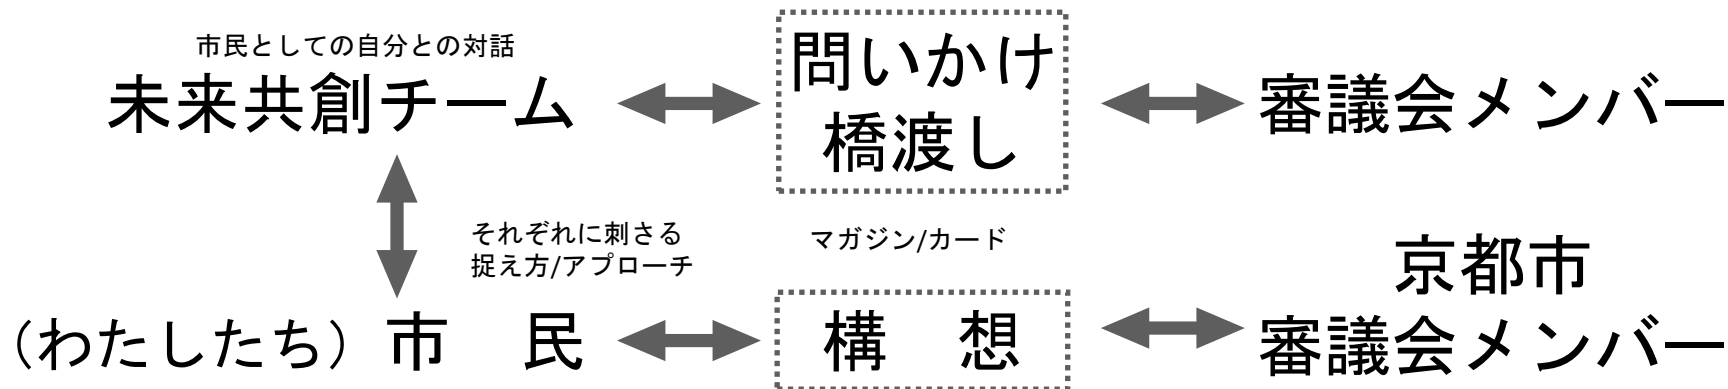 市民としての自分との対話
未来共創チーム
問いかけ
橋渡し
審議会メンバー
それぞれに刺さる
捉え方/アプローチ
マガジン/カード
(わたしたち)市　民
構　想
京都市
審議会メンバー